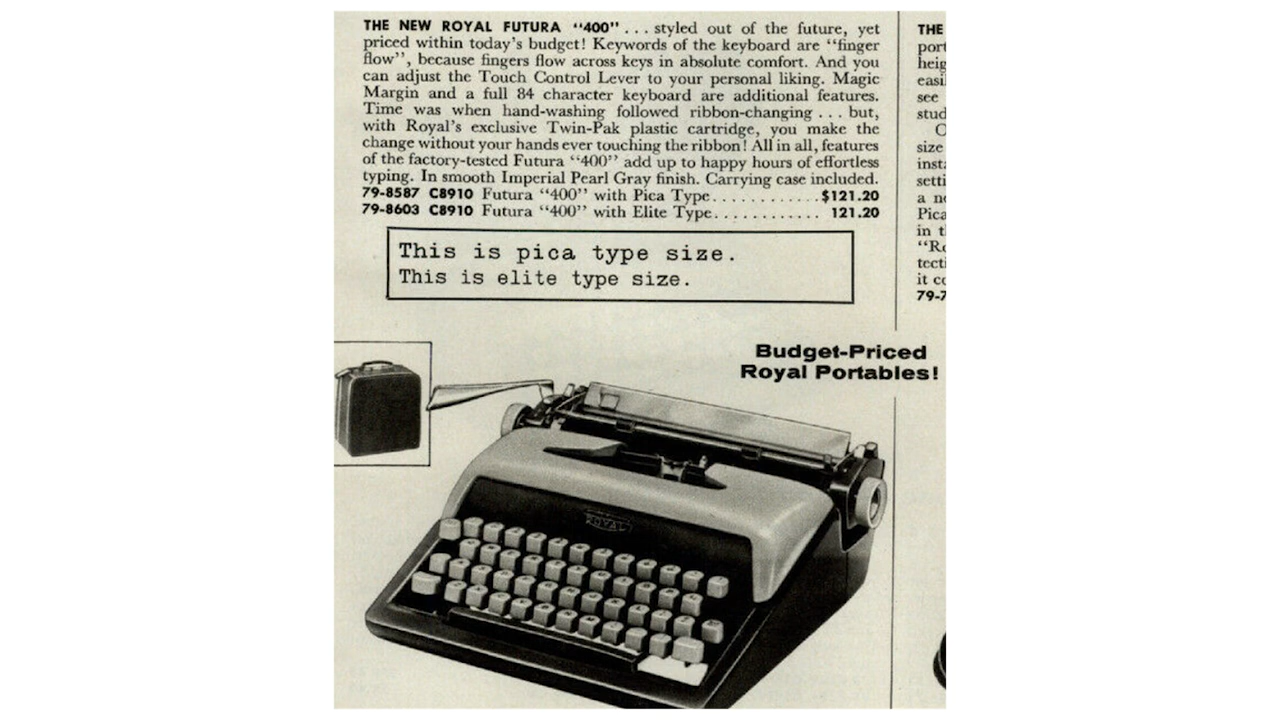 THE NEW ROYAL FUTURA “400” . . . styled out of the future, yet
priced within today’s budget! Keywords of the keyboard are “finger
flow”, because fingers flow across keys in absolute comfort. And you
can adjust the Touch Control Lever to your personal liking. Magic
Margin and a full 84 character keyboard are additional features.
Time was when hand-washing followed ribbon-changing . . . but,
with Royal’s exclusive Twin-Pak plastic cartridge, you make the
change without your hands ever touching the ribbon! All in all, features
of the factory-tested Futura “400” add up to happy hours of effortless
typing. In smooth Imperial Pearl Gray finish. Carrying case included.
79-8587 C8910 Futura “400” with Pica Type . . . . . . . . . . . . $121.20
79-8603 C8910 Futura “400” with Elite Type . . . . . . . . . . . . 121.20
This is pica type size.
This is elite type size.
Budget-Priced
Royal Portables!
ROYAL
THE
see
size
in
it